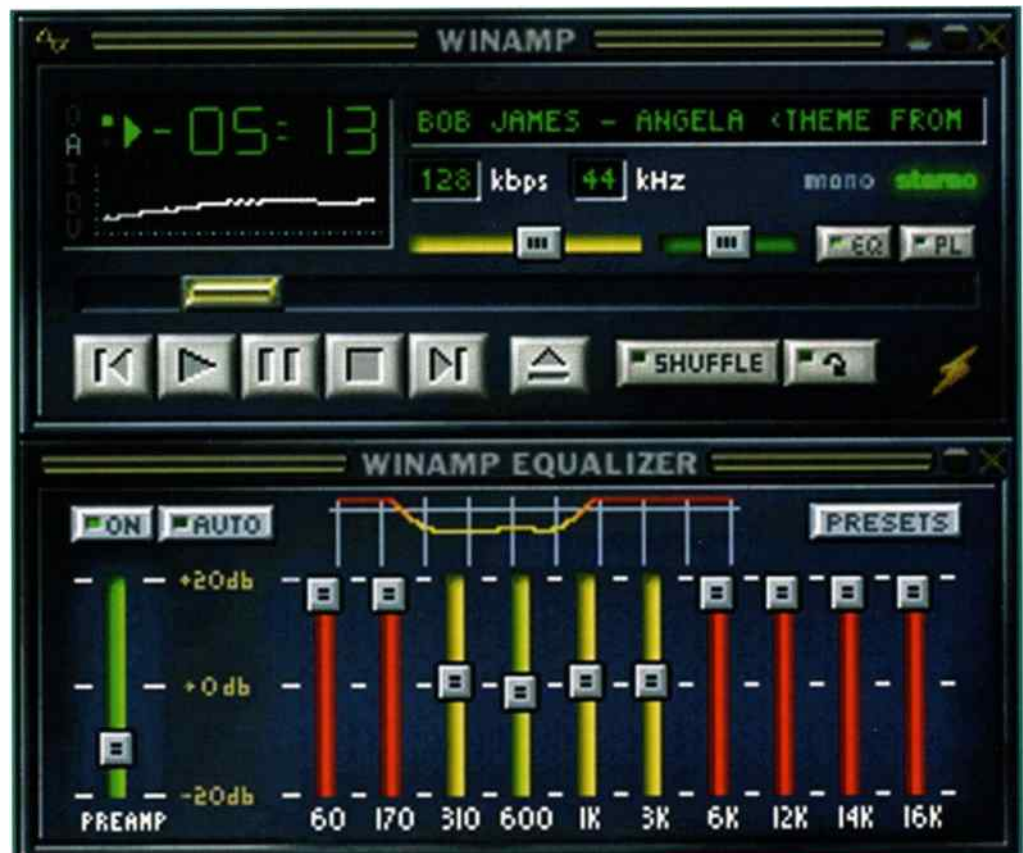 WINAMP
O
A
I
D
V
-05:13
BOB JAMES - ANGELA <THEME FROM
128 kbps 44 kHz mono stereo
EQ PL
SHUFFLE
WINAMP EQUALIZER
ON AUTO PRESETS
+20db
+0db
-20db
PREAMP 60 170 310 600 1K 3K 6K 12K 14K 16K